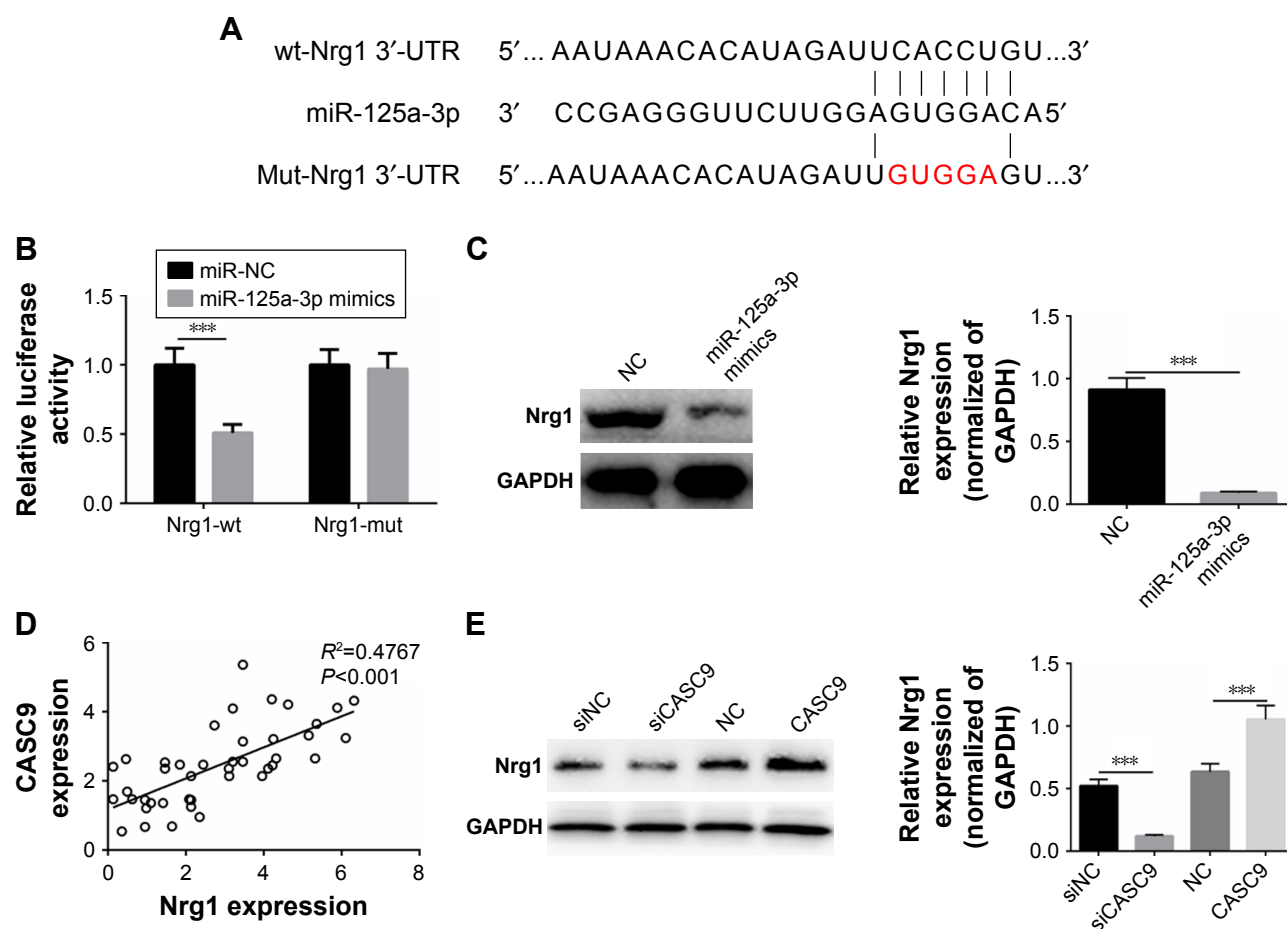 A
wt-Nrg1 3′-UTR 5′... AAUAAACACAUAGAUUCACCUGU...3′
miR-125a-3p 3′ CCGAGGGUUCUUGGAGUGGACA5′
Mut-Nrg1 3′-UTR 5′...AAUAAACACAUAGAUUGUGGAGU...3′
B
miR-NC
miR-125a-3p mimics
Relative luciferase
activity
1.5
1.0
0.5
0.0
***
Nrg1-wt Nrg1-mut
C
NC
miR-125a-3p
mimics
Nrg1
GAPDH
Relative Nrg1
expression
(normalized of
GAPDH)
1.5
1.0
0.5
0.0
***
NC
miR-125a-3p
mimics
D
CASC9
expression
6
4
2
0
R²=0.4767
P<0.001
0 2 4 6 8
Nrg1 expression
E
siNC siCASC9 NC CASC9
Nrg1
GAPDH
Relative Nrg1
expression
(normalized of
GAPDH)
1.5
1.0
0.5
0.0
***
***
siNC siCASC9 NC CASC9